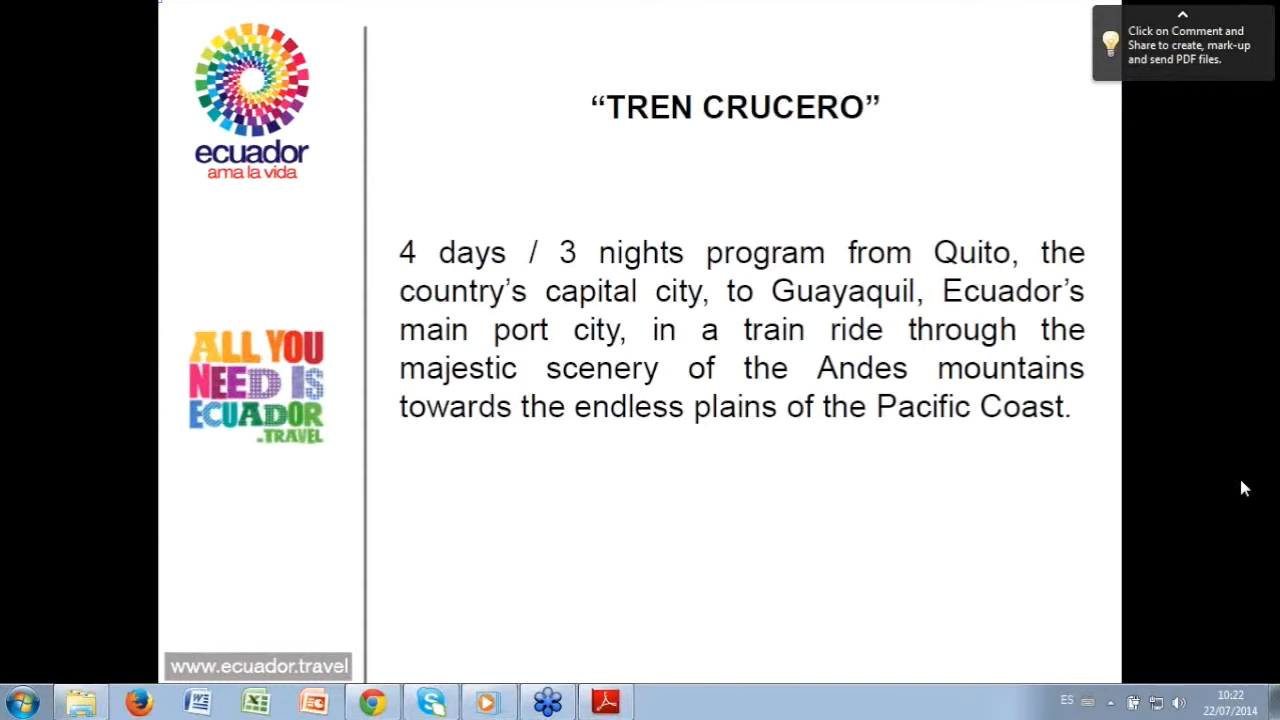 Click on Comment and
Share to create, mark-up
and send PDF files.
ecuador
ama la vida
“TREN CRUCERO”
4 days / 3 nights program from Quito, the
country’s capital city, to Guayaquil, Ecuador’s
main port city, in a train ride through the
majestic scenery of the Andes mountains
towards the endless plains of the Pacific Coast.
ALL YOU
NEED IS
ECUADOR
.TRAVEL
www.ecuador.travel
ES
10:22
22/07/2014